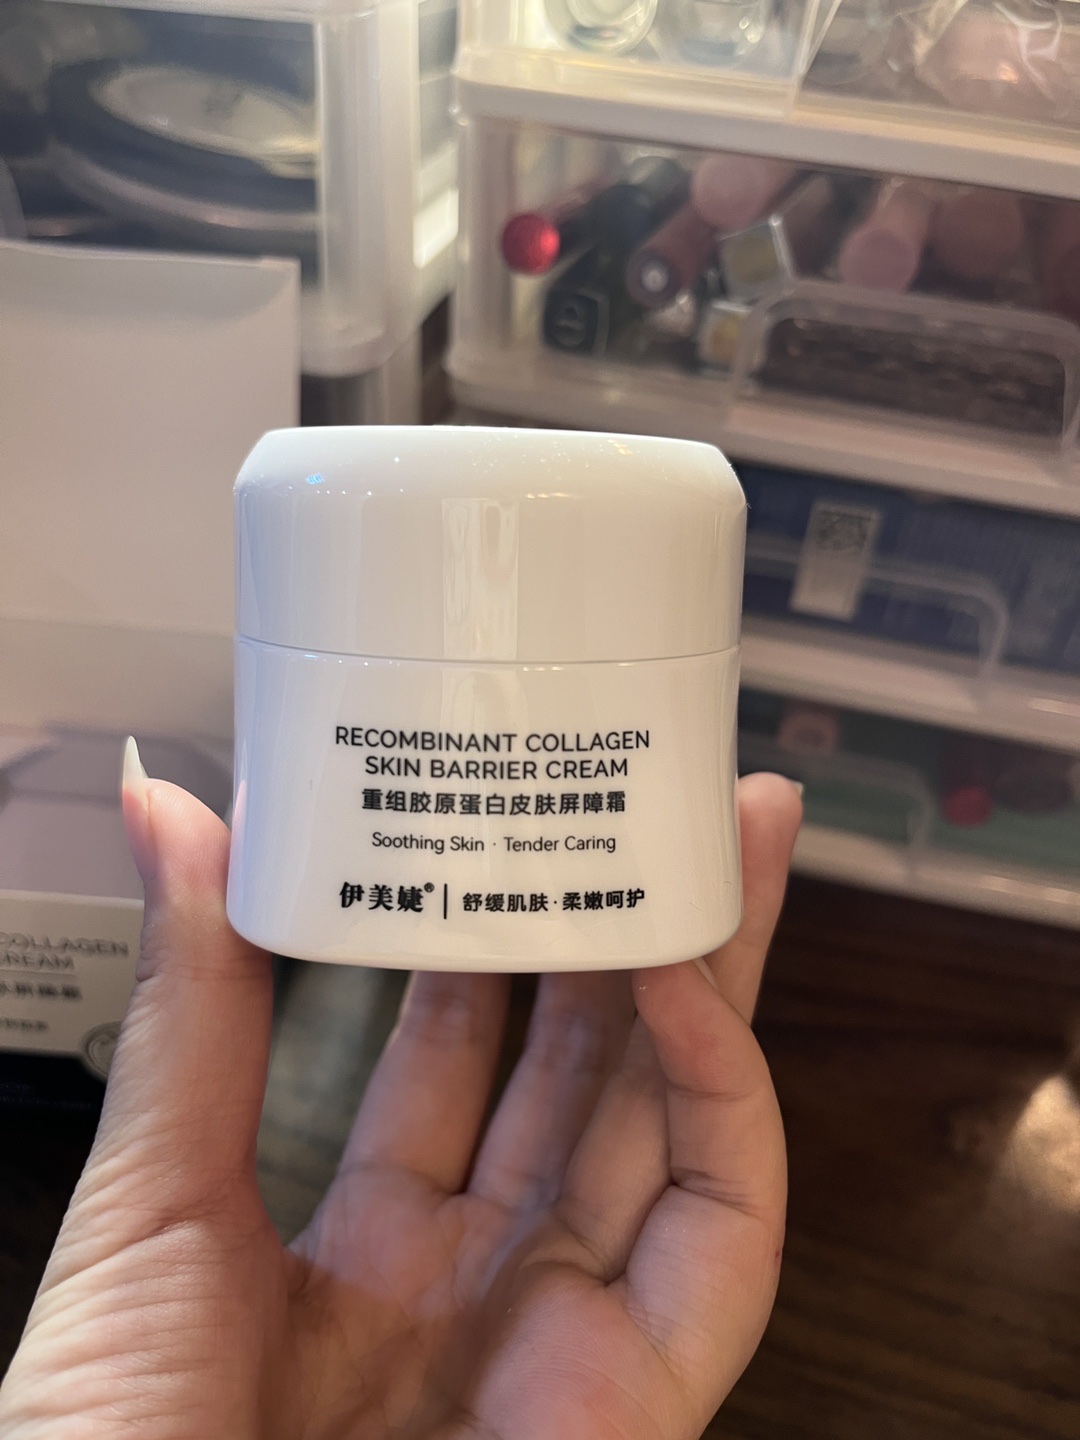 RECOMBINANT COLLAGEN
SKIN BARRIER CREAM
重组胶原蛋白皮肤屏障霜
Soothing Skin · Tender Caring
伊美婕® | 舒缓肌肤·柔嫩呵护
COLLAGEN
CREAM